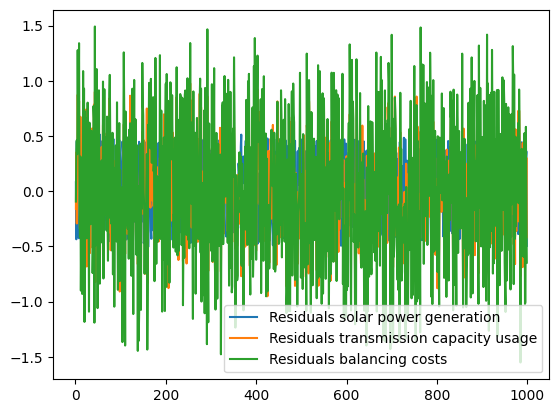 1.5
1.0
0.5
0.0
−0.5
−1.0
−1.5
Residuals solar power generation
Residuals transmission capacity usage
Residuals balancing costs
0 200 400 600 800 1000